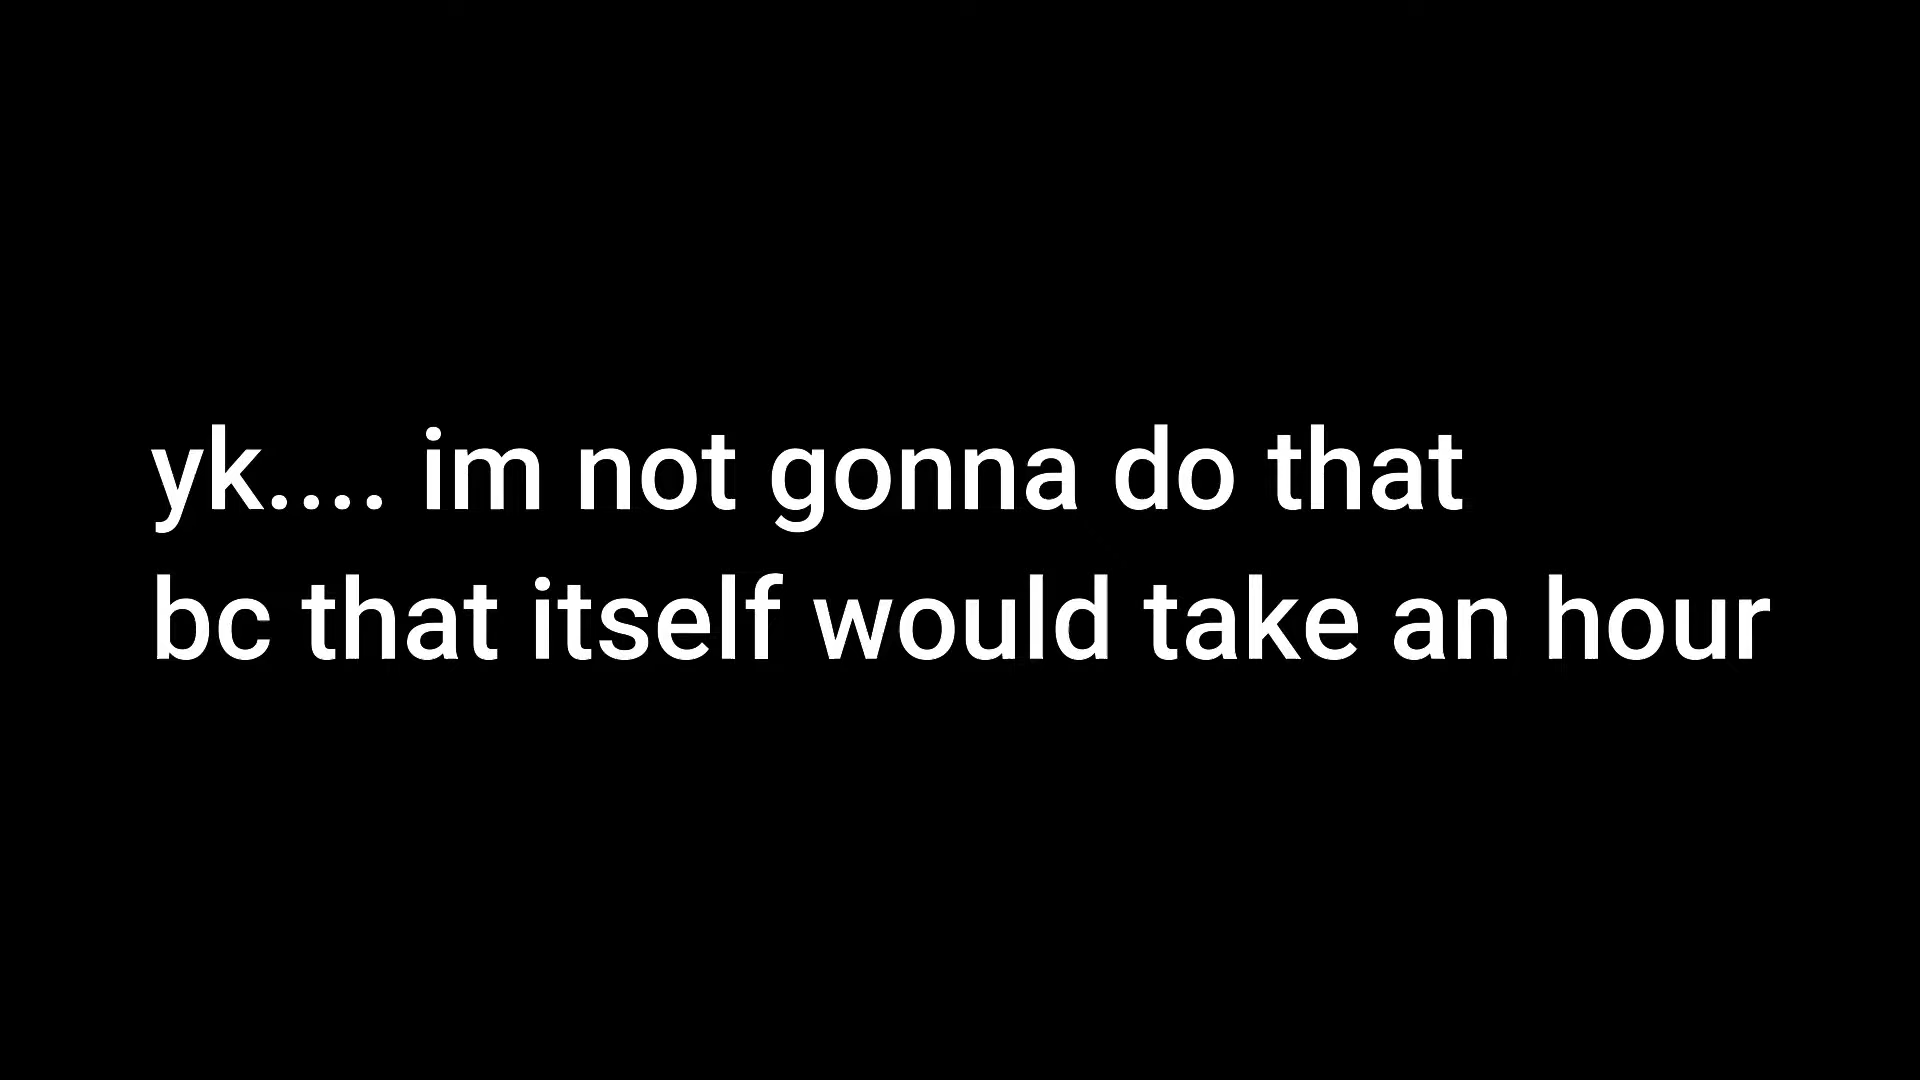 yk.... im not gonna do that
bc that itself would take an hour